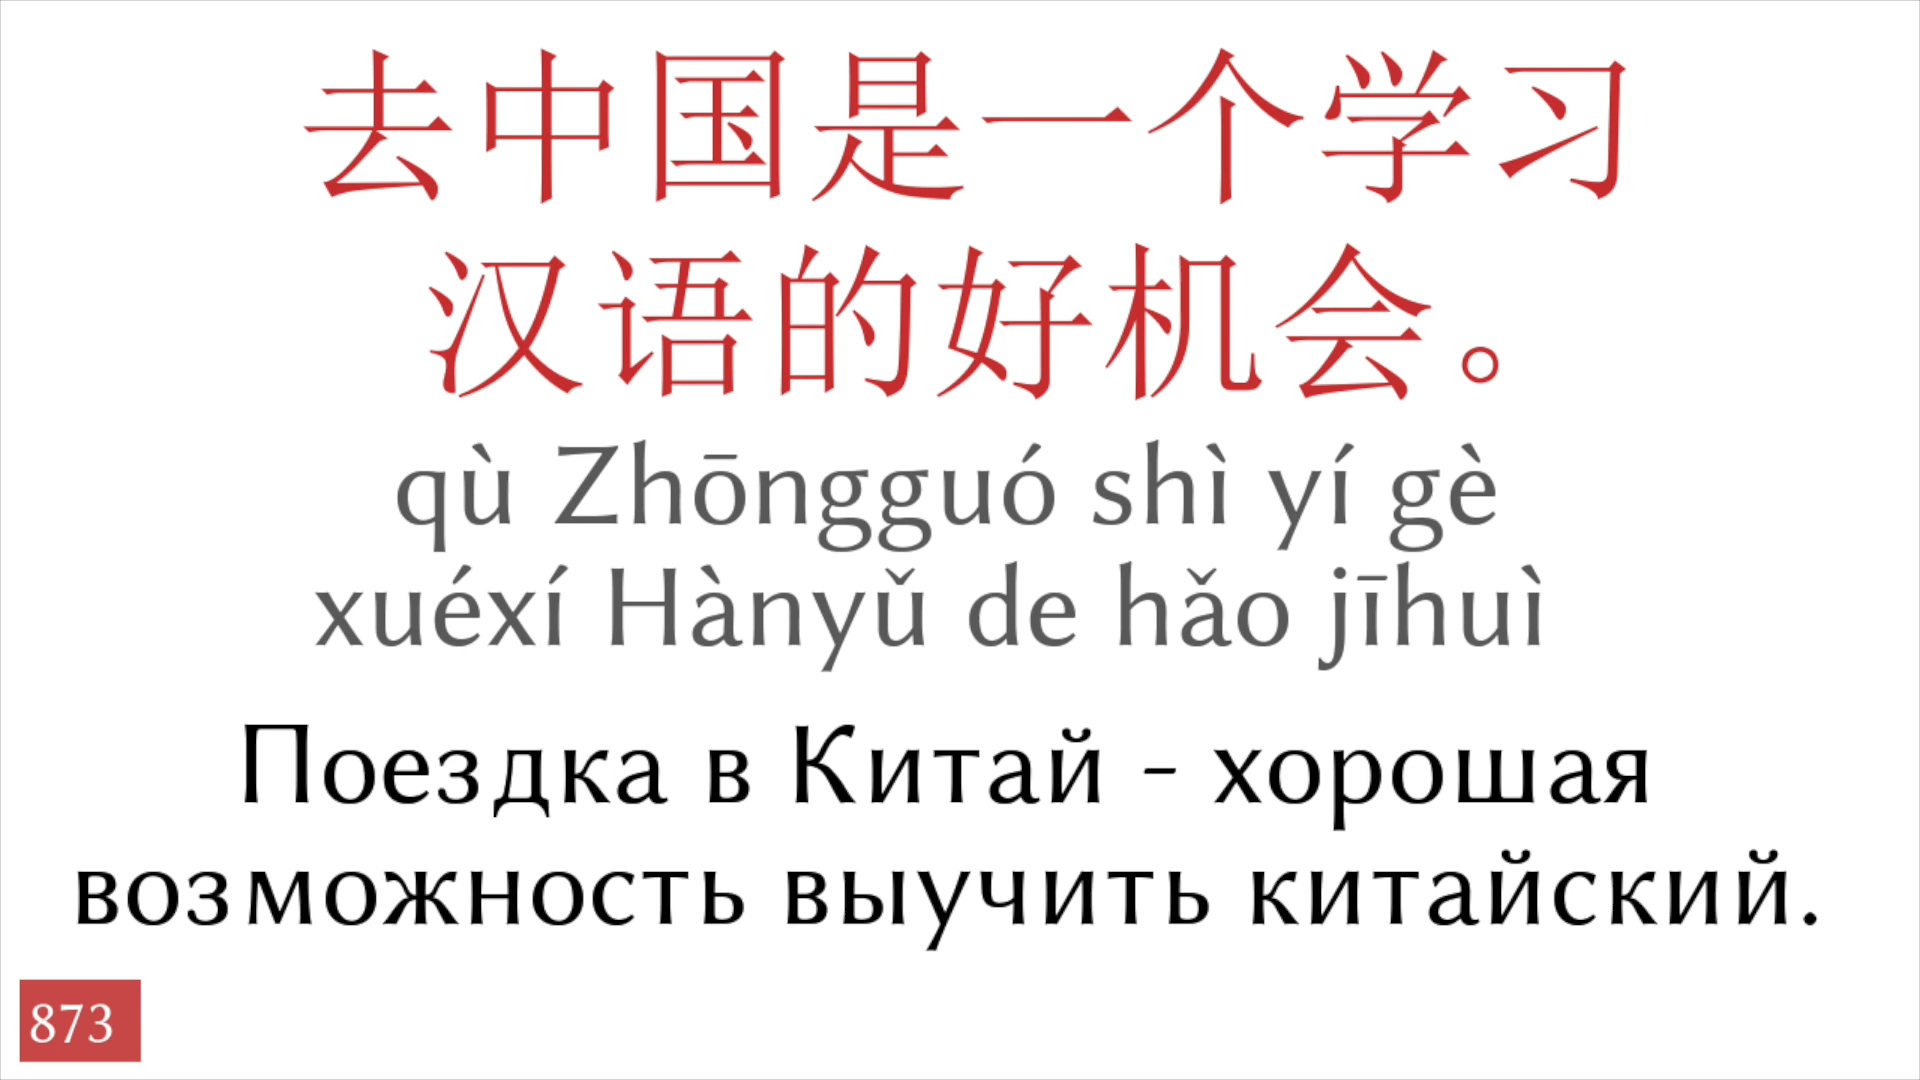 去中国是一个学习
汉语的好机会。
qù Zhōngguó shì yí gè
xuéxí Hànyǔ de hǎo jīhuì
Поездка в Китай - хорошая
возможность выучить китайский.
873